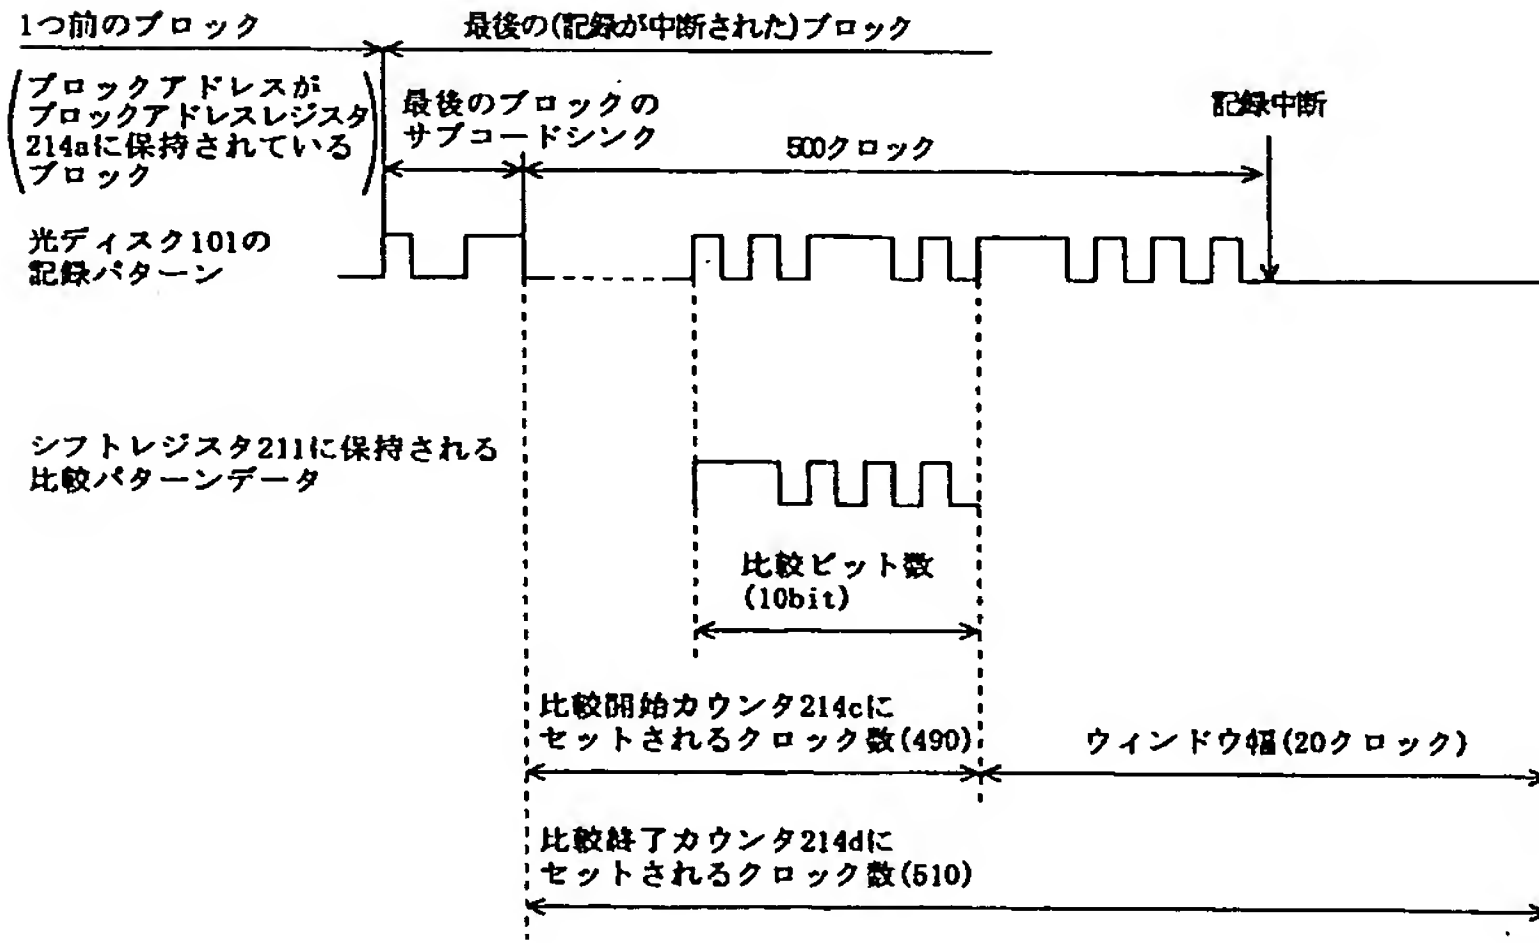 1つ前のブロック
最後の(記録が中断された)ブロック
ブロックアドレスが
ブロックアドレスレジスタ
214aに保持されている
ブロック
最後のブロックの
サブコードシンク
500クロック
記録中断
光ディスク101の
記録パターン
シフトレジスタ211に保持される
比較パターンデータ
比較ビット数
(10bit)
比較開始カウンタ214cに
セットされるクロック数(490)
ウィンドウ幅(20クロック)
比較終了カウンタ214dに
セットされるクロック数(510)